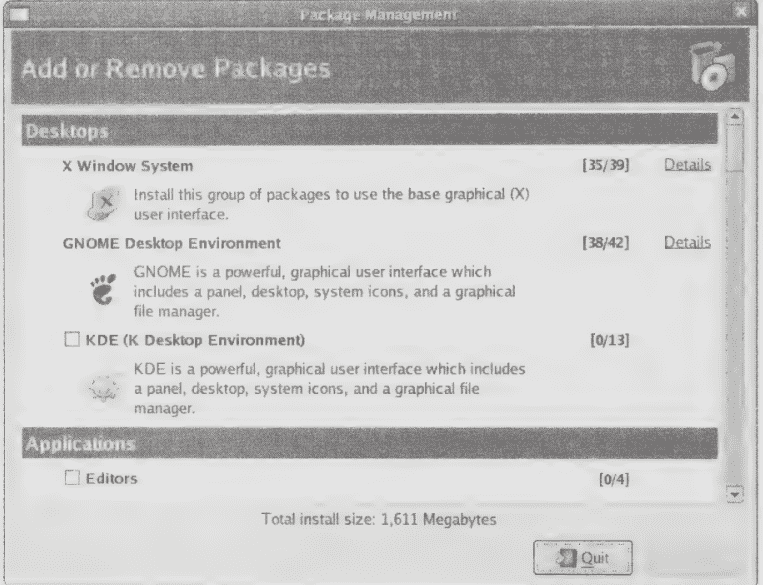 Package Management
Add or Remove Packages
Desktops
X Window System [35/39] Details
Install this group of packages to use the base graphical (X)
user interface.
GNOME Desktop Environment [38/42] Details
GNOME is a powerful, graphical user interface which
includes a panel, desktop, system icons, and a graphical
file manager.
KDE (K Desktop Environment) [0/13]
KDE is a powerful, graphical user interface which includes
a panel, desktop, system icons, and a graphical file
manager.
Applications
Editors [0/4]
Total install size: 1,611 Megabytes
Quit